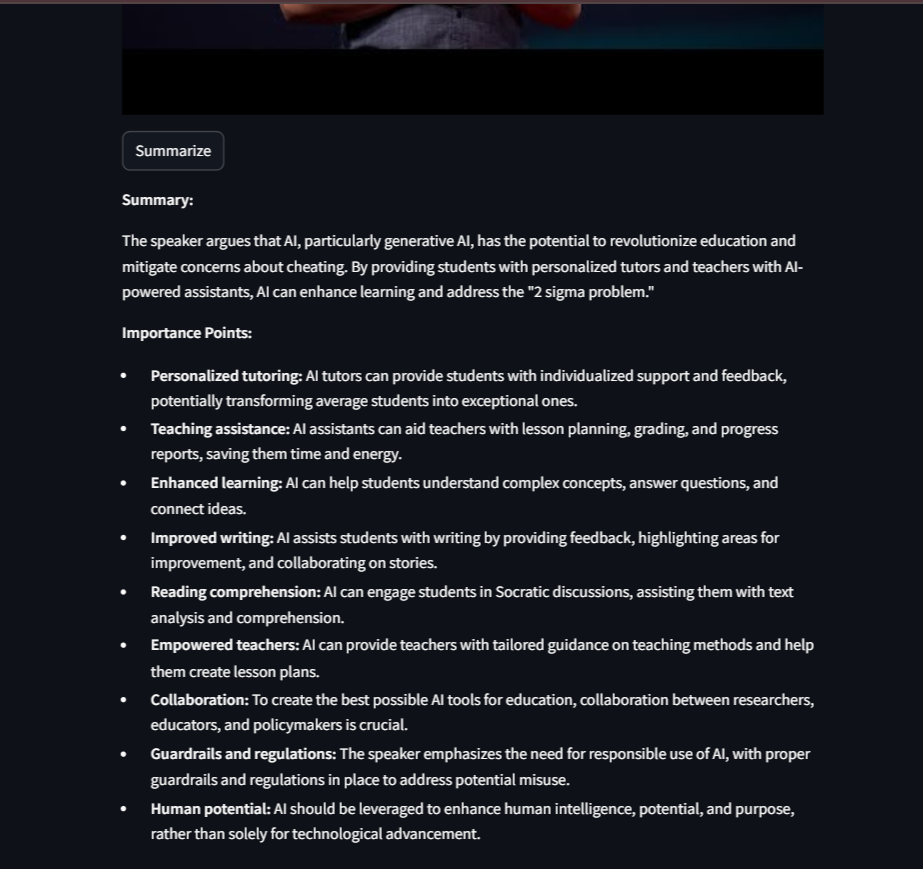 Summarize
Summary:
The speaker argues that AI, particularly generative AI, has the potential to revolutionize education and
mitigate concerns about cheating. By providing students with personalized tutors and teachers with AI-
powered assistants, AI can enhance learning and address the "2 sigma problem."
Importance Points:
• Personalized tutoring: AI tutors can provide students with individualized support and feedback,
potentially transforming average students into exceptional ones.
• Teaching assistance: AI assistants can aid teachers with lesson planning, grading, and progress
reports, saving them time and energy.
• Enhanced learning: AI can help students understand complex concepts, answer questions, and
connect ideas.
• Improved writing: AI assists students with writing by providing feedback, highlighting areas for
improvement, and collaborating on stories.
• Reading comprehension: AI can engage students in Socratic discussions, assisting them with text
analysis and comprehension.
• Empowered teachers: AI can provide teachers with tailored guidance on teaching methods and help
them create lesson plans.
• Collaboration: To create the best possible AI tools for education, collaboration between researchers,
educators, and policymakers is crucial.
• Guardrails and regulations: The speaker emphasizes the need for responsible use of AI, with proper
guardrails and regulations in place to address potential misuse.
• Human potential: AI should be leveraged to enhance human intelligence, potential, and purpose,
rather than solely for technological advancement.